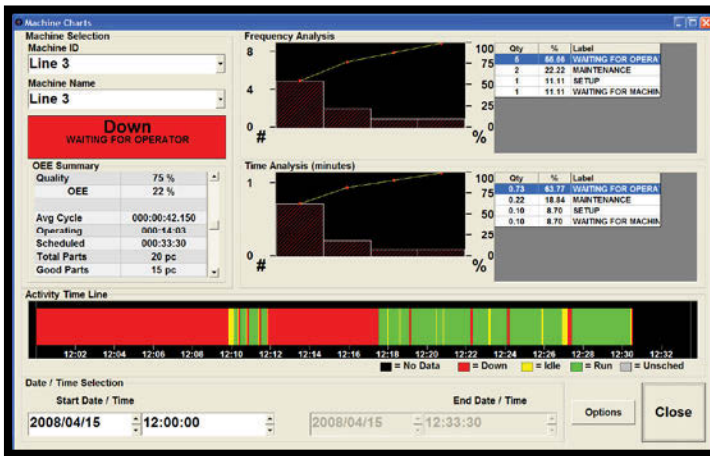 Machine Charts
Machine Selection
Machine ID
Line 3
Machine Name
Line 3
Down
WAITING FOR OPERATOR
OEE Summary
Quality 75 %
OEE 22 %
Avg Cycle 000:00:42.150
Operating 000:14:03
Scheduled 000:33:30
Total Parts 20 pc
Good Parts 15 pc
Frequency Analysis
8
4
0
#
100
75
50
25
0
%
Qty % Label
WAITING FOR OPERA
2 22.22 MAINTENANCE
1 11.11 SETUP
1 11.11 WAITING FOR MACHIN
Time Analysis (minutes)
1
0
#
100
75
50
25
0
%
Qty % Label
0.73 63.77 WAITING FOR OPERA
0.22 18.84 MAINTENANCE
0.10 8.70 SETUP
0.10 8.70 WAITING FOR MACHIN
Activity Time Line
12:02 12:04 12:06 12:08 12:10 12:12 12:14 12:16 12:18 12:20 12:22 12:24 12:26 12:28 12:30 12:32
= No Data = Down = Idle = Run = Unsched
Date / Time Selection
Start Date / Time
2008/04/15 12:00:00
End Date / Time
2008/04/15 12:33:30
Options
Close